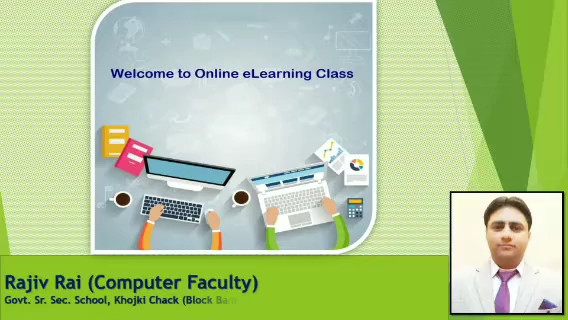 Welcome to Online eLearning Class
Rajiv Rai (Computer Faculty)
Govt. Sr. Sec. School, Khojki Chack (Block